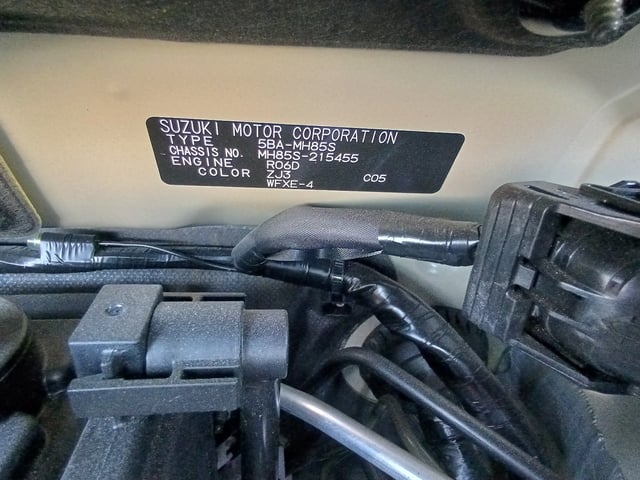 SUZUKI MOTOR CORPORATION
TYPE 5BA-MH85S
CHASSIS NO. MH85S-215455
ENGINE R06D
COLOR ZJ3 C05
WFXE-4